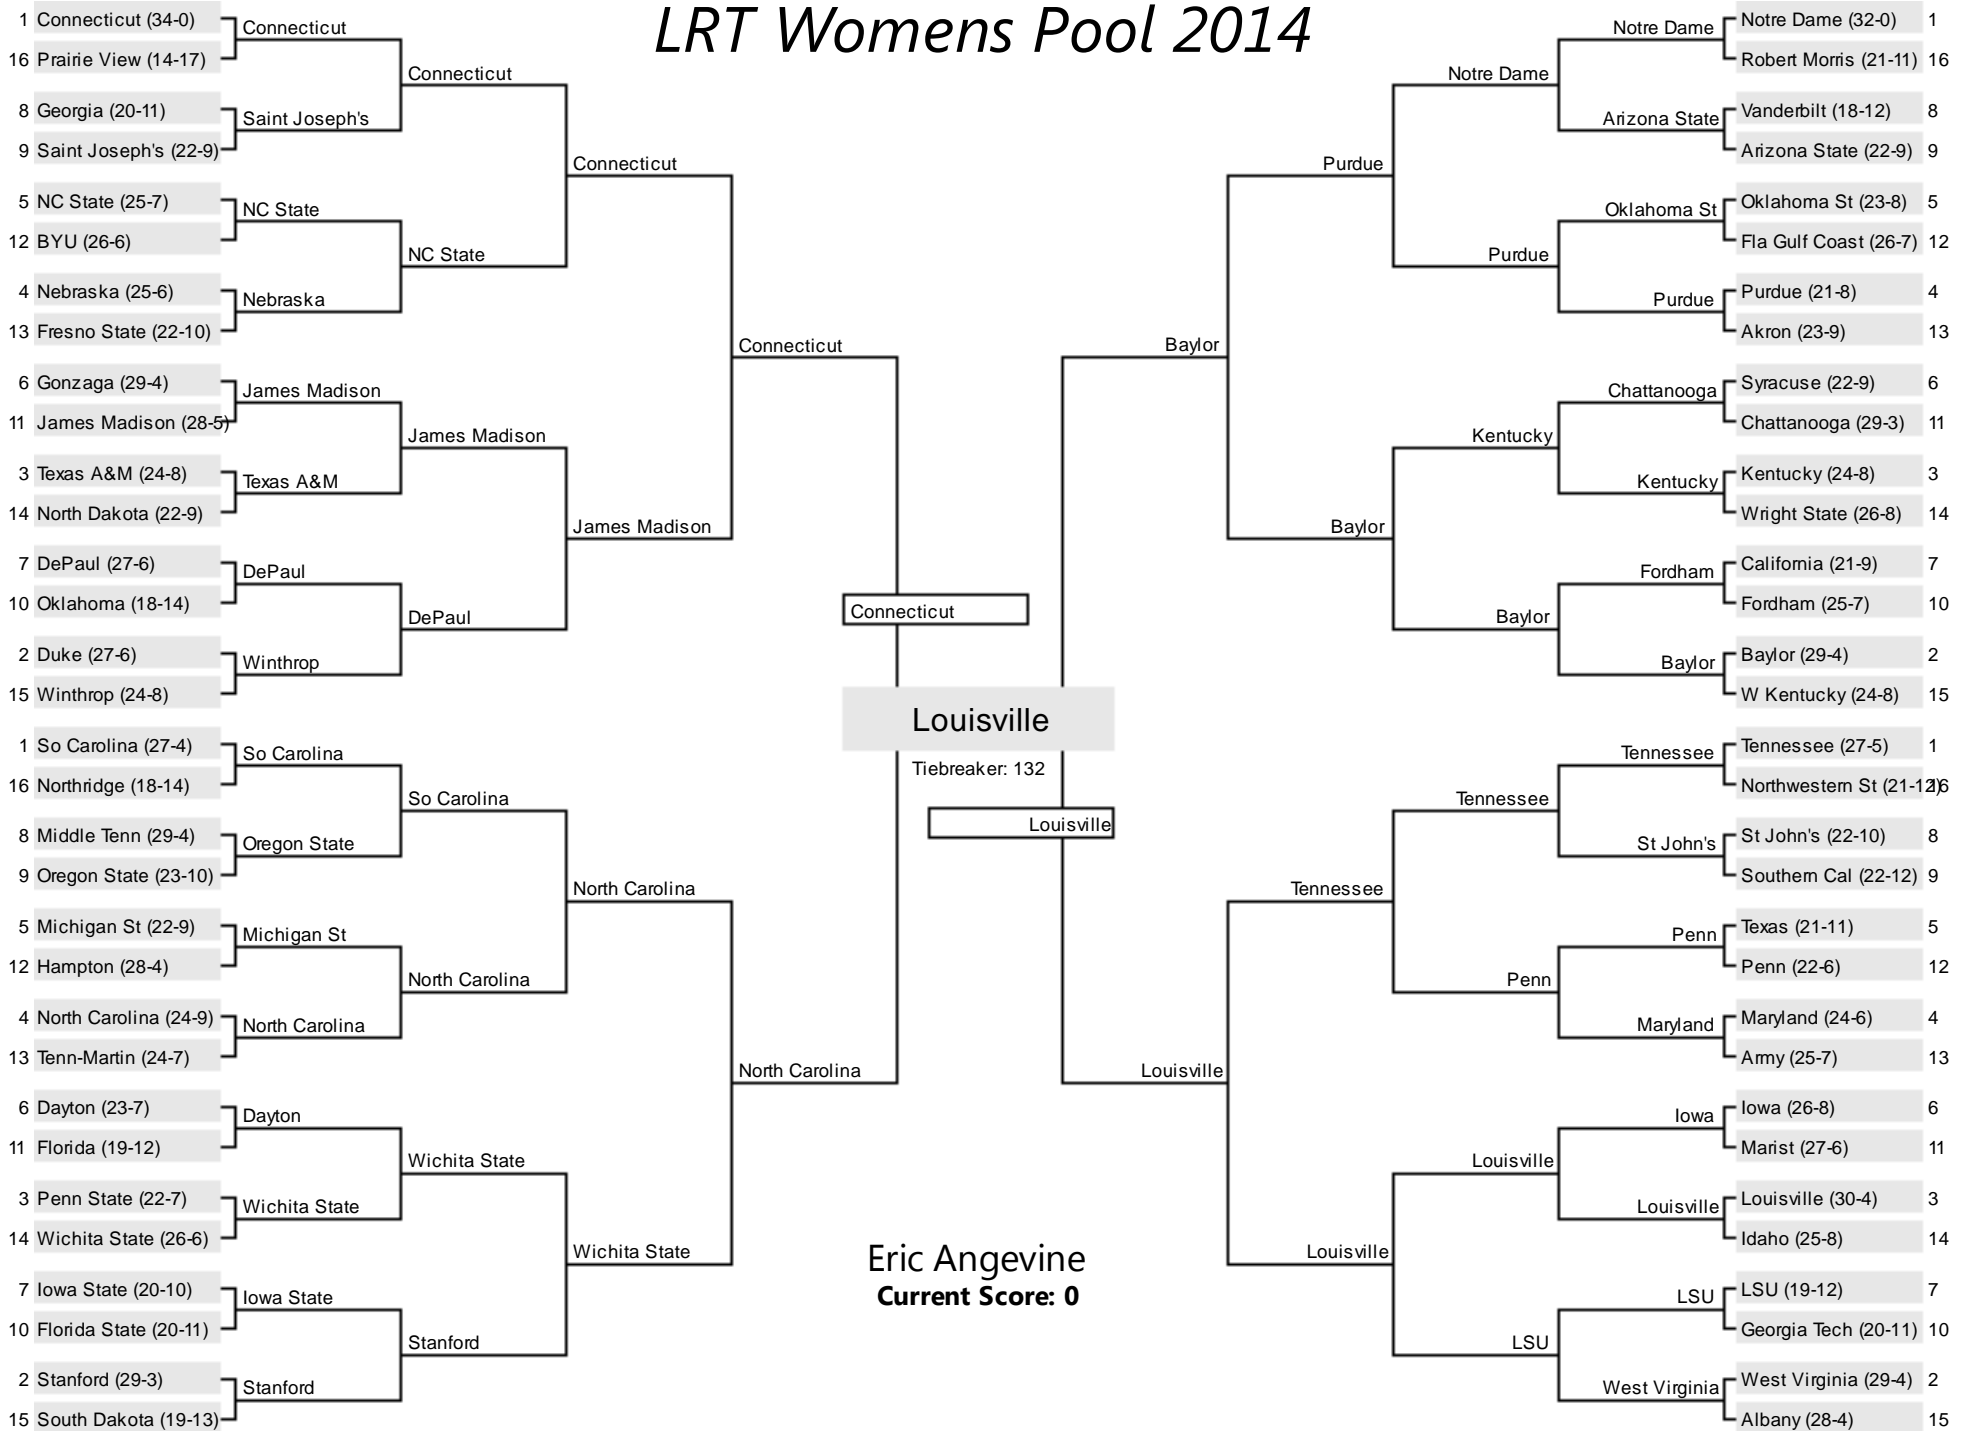 LRT Womens Pool 2014
1 Connecticut (34-0)
16 Prairie View (14-17)
8 Georgia (20-11)
9 Saint Joseph's (22-9)
5 NC State (25-7)
12 BYU (26-6)
4 Nebraska (25-6)
13 Fresno State (22-10)
6 Gonzaga (29-4)
11 James Madison (28-5)
3 Texas A&M (24-8)
14 North Dakota (22-9)
7 DePaul (27-6)
10 Oklahoma (18-14)
2 Duke (27-6)
15 Winthrop (24-8)
1 So Carolina (27-4)
16 Northridge (18-14)
8 Middle Tenn (29-4)
9 Oregon State (23-10)
5 Michigan St (22-9)
12 Hampton (28-4)
4 North Carolina (24-9)
13 Tenn-Martin (24-7)
6 Dayton (23-7)
11 Florida (19-12)
3 Penn State (22-7)
14 Wichita State (26-6)
7 Iowa State (20-10)
10 Florida State (20-11)
2 Stanford (29-3)
15 South Dakota (19-13)
Connecticut
Saint Joseph's
NC State
Nebraska
James Madison
Texas A&M
DePaul
Winthrop
So Carolina
Oregon State
Michigan St
North Carolina
Dayton
Wichita State
Iowa State
Stanford
Connecticut
NC State
James Madison
DePaul
So Carolina
North Carolina
Wichita State
Stanford
Connecticut
James Madison
North Carolina
Wichita State
Connecticut
North Carolina
Connecticut
Louisville
Tiebreaker: 132
Louisville
Eric Angevine
Current Score: 0
Baylor
Louisville
Purdue
Baylor
Tennessee
Louisville
Notre Dame
Purdue
Kentucky
Baylor
Tennessee
Penn
Louisville
LSU
Notre Dame
Arizona State
Oklahoma St
Purdue
Chattanooga
Kentucky
Fordham
Baylor
Tennessee
St John's
Penn
Maryland
Iowa
Louisville
LSU
West Virginia
Notre Dame (32-0) 1
Robert Morris (21-11) 16
Vanderbilt (18-12) 8
Arizona State (22-9) 9
Oklahoma St (23-8) 5
Fla Gulf Coast (26-7) 12
Purdue (21-8) 4
Akron (23-9) 13
Syracuse (22-9) 6
Chattanooga (29-3) 11
Kentucky (24-8) 3
Wright State (26-8) 14
California (21-9) 7
Fordham (25-7) 10
Baylor (29-4) 2
W Kentucky (24-8) 15
Tennessee (27-5) 1
Northwestern St (21-12) 16
St John's (22-10) 8
Southern Cal (22-12) 9
Texas (21-11) 5
Penn (22-6) 12
Maryland (24-6) 4
Army (25-7) 13
Iowa (26-8) 6
Marist (27-6) 11
Louisville (30-4) 3
Idaho (25-8) 14
LSU (19-12) 7
Georgia Tech (20-11) 10
West Virginia (29-4) 2
Albany (28-4) 15